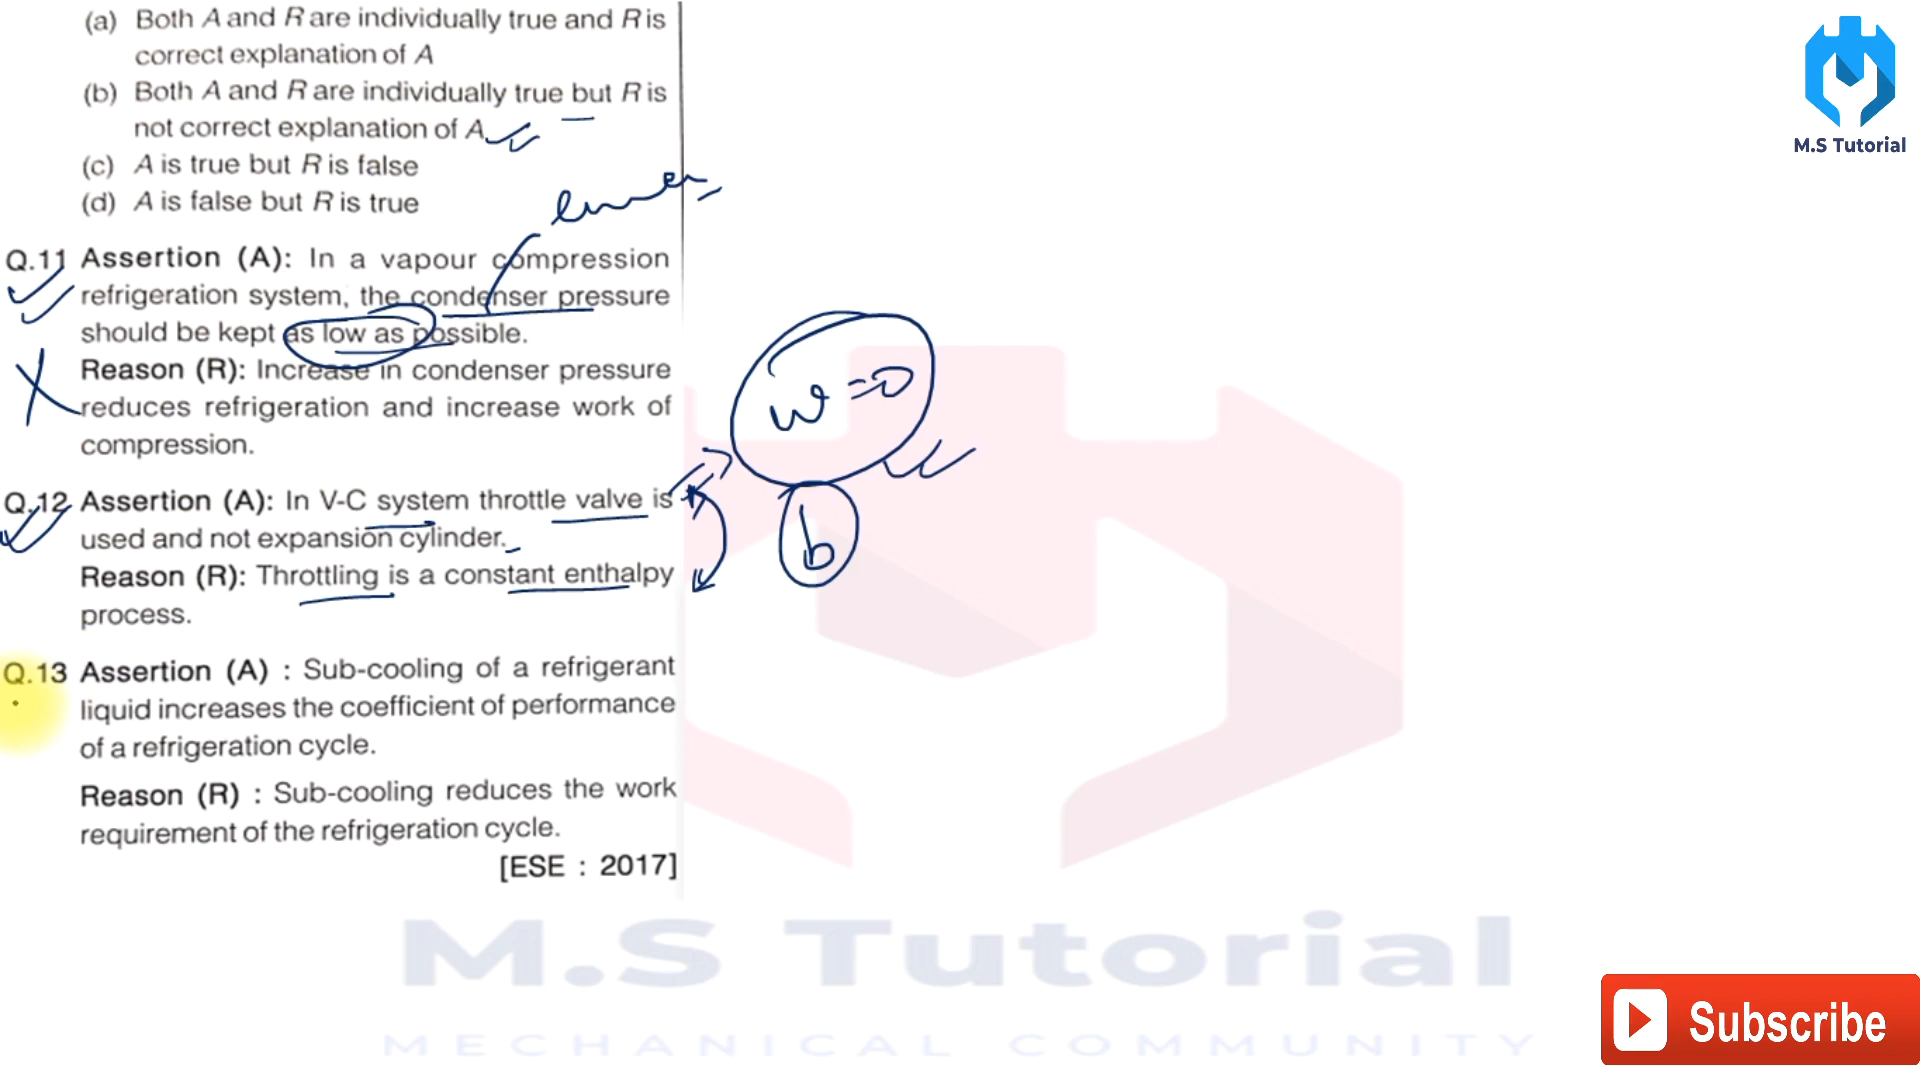 (a) Both A and R are individually true and R is
correct explanation of A
(b) Both A and R are individually true but R is
not correct explanation of A
(c) A is true but R is false
(d) A is false but R is true
Q.11 Assertion (A): In a vapour compression
refrigeration system, the condenser pressure
should be kept as low as possible.
Reason (R): Increase in condenser pressure
reduces refrigeration and increase work of
compression.
Q.12 Assertion (A): In V-C system throttle valve is
used and not expansion cylinder.
Reason (R): Throttling is a constant enthalpy
process.
Q.13 Assertion (A) : Sub-cooling of a refrigerant
liquid increases the coefficient of performance
of a refrigeration cycle.
Reason (R) : Sub-cooling reduces the work
requirement of the refrigeration cycle.
[ESE : 2017]
w=0
b
M.S Tutorial
M.S Tutorial
MECHANICAL COMMUNITY
Subscribe